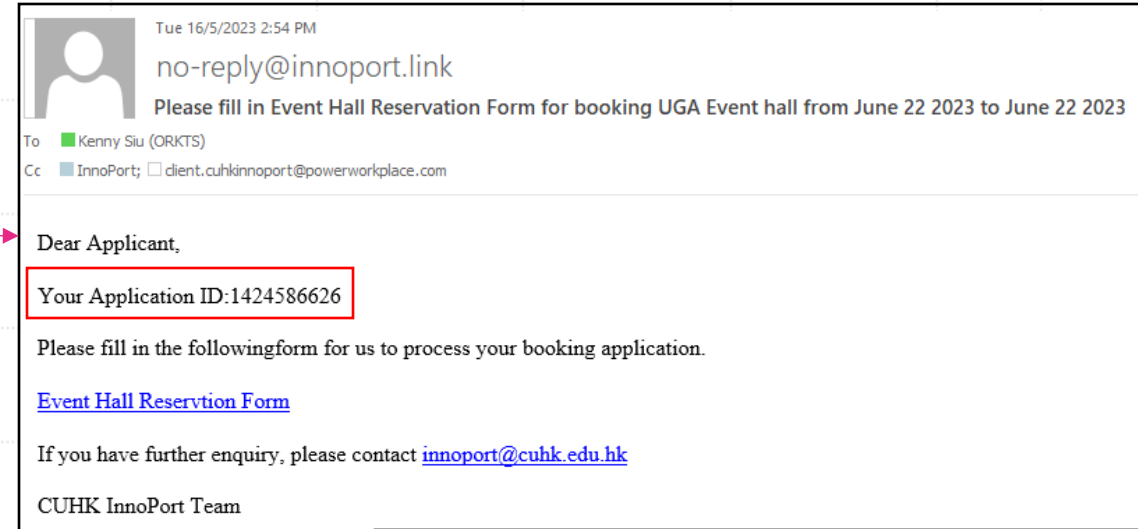 Tue 16/5/2023 2:54 PM
no-reply@innoport.link
Please fill in Event Hall Reservation Form for booking UGA Event hall from June 22 2023 to June 22 2023
To Kenny Siu (ORKTS)
Cc InnoPort; client.cuhkinnoport@powerworkplace.com
Dear Applicant,
Your Application ID:1424586626
Please fill in the followingform for us to process your booking application.
Event Hall Reservtion Form
If you have further enquiry, please contact innoport@cuhk.edu.hk
CUHK InnoPort Team